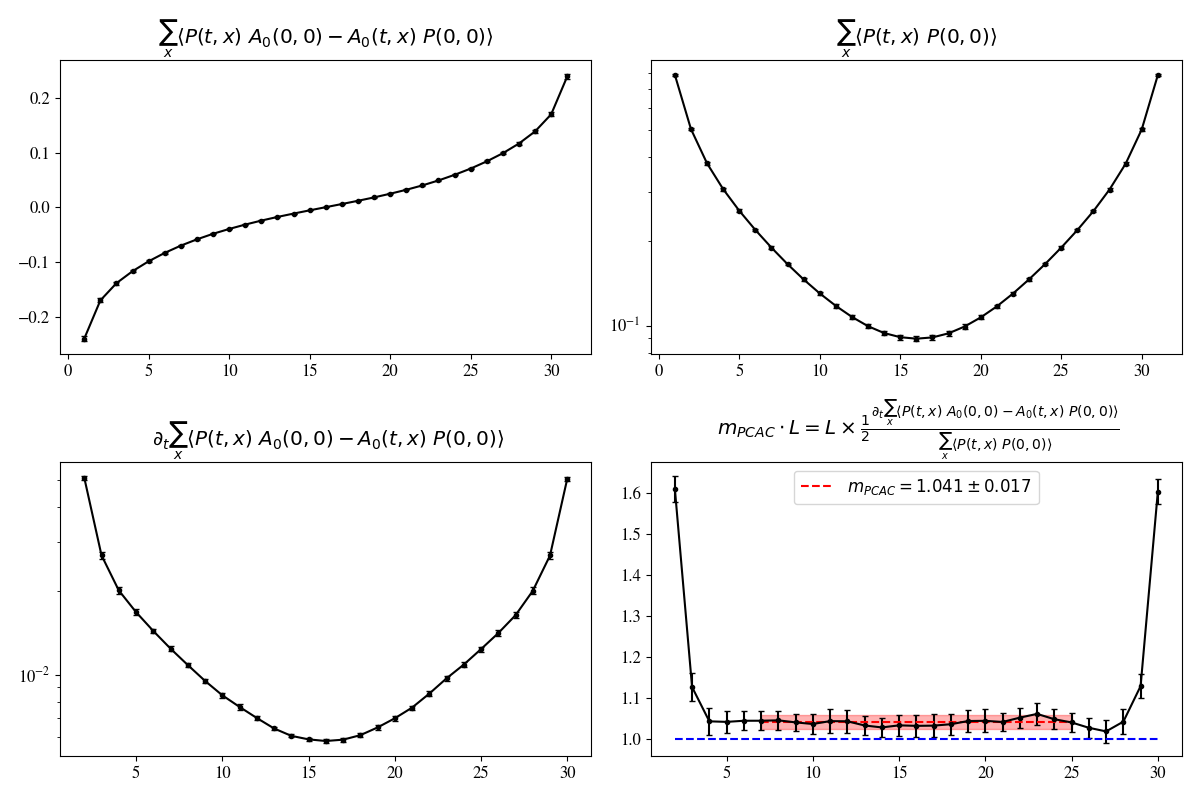 ∑ₓ⟨P(t, x) A₀(0, 0) − A₀(t, x) P(0, 0)⟩
0.2
0.1
0.0
−0.1
−0.2
0 5 10 15 20 25 30
∑ₓ⟨P(t, x) P(0, 0)⟩
10⁻¹
0 5 10 15 20 25 30
∂ₜ∑ₓ⟨P(t, x) A₀(0, 0) − A₀(t, x) P(0, 0)⟩
10⁻²
5 10 15 20 25 30
m_PCAC · L = L × 1/2 ∂ₜ∑ₓ⟨P(t, x) A₀(0, 0) − A₀(t, x) P(0, 0)⟩ / ∑ₓ⟨P(t, x) P(0, 0)⟩
m_PCAC = 1.041 ± 0.017
1.6
1.5
1.4
1.3
1.2
1.1
1.0
5 10 15 20 25 30